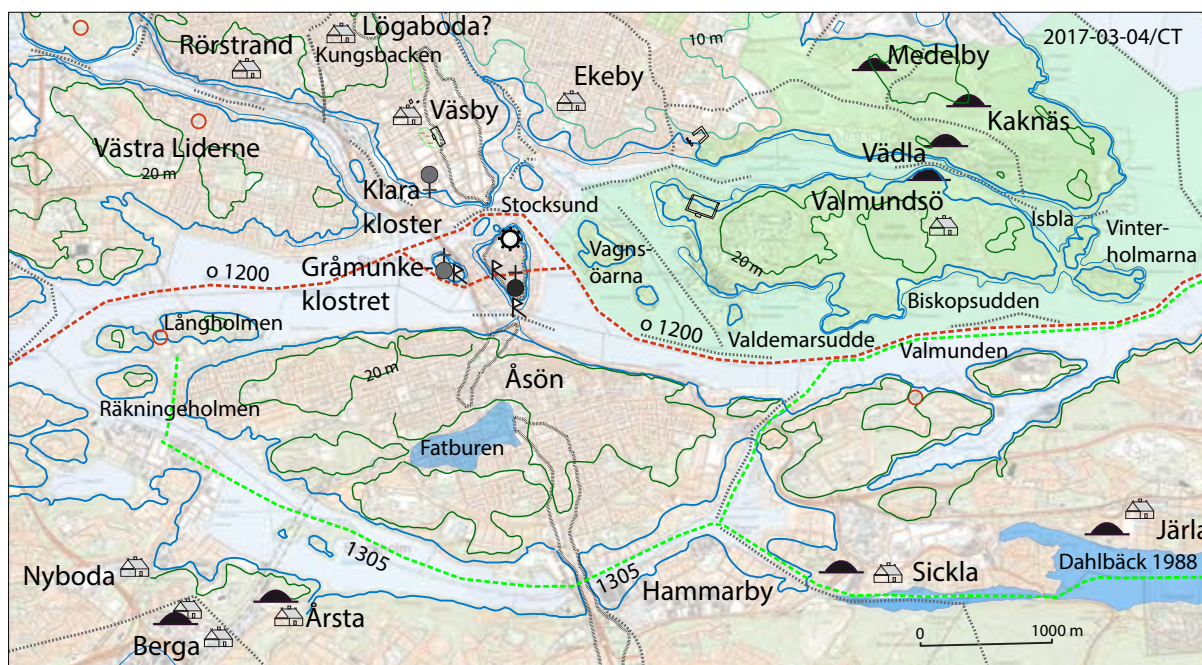 Lögaboda?
Kungsbacken
Rörstrand
10 m
2017-03-04/CT
Medelby
Ekeby
Väsby
Kaknäs
Västra Liderne
20 m
Vädla
Klara
kloster
Stocksund
Valmundsö
Isbla
Vinter-
holmarna
Vagns-
öarna
20 m
Gråmunke-
klostret
o 1200
Biskopsudden
Långholmen
o 1200
Valdemarsudde
Valmunden
20 m
Åsön
Räkningeholmen
Fatburen
Järla
1305
1305
Dahlbäck 1988
Nyboda
Hammarby
Sickla
Årsta
Berga
0
1000 m